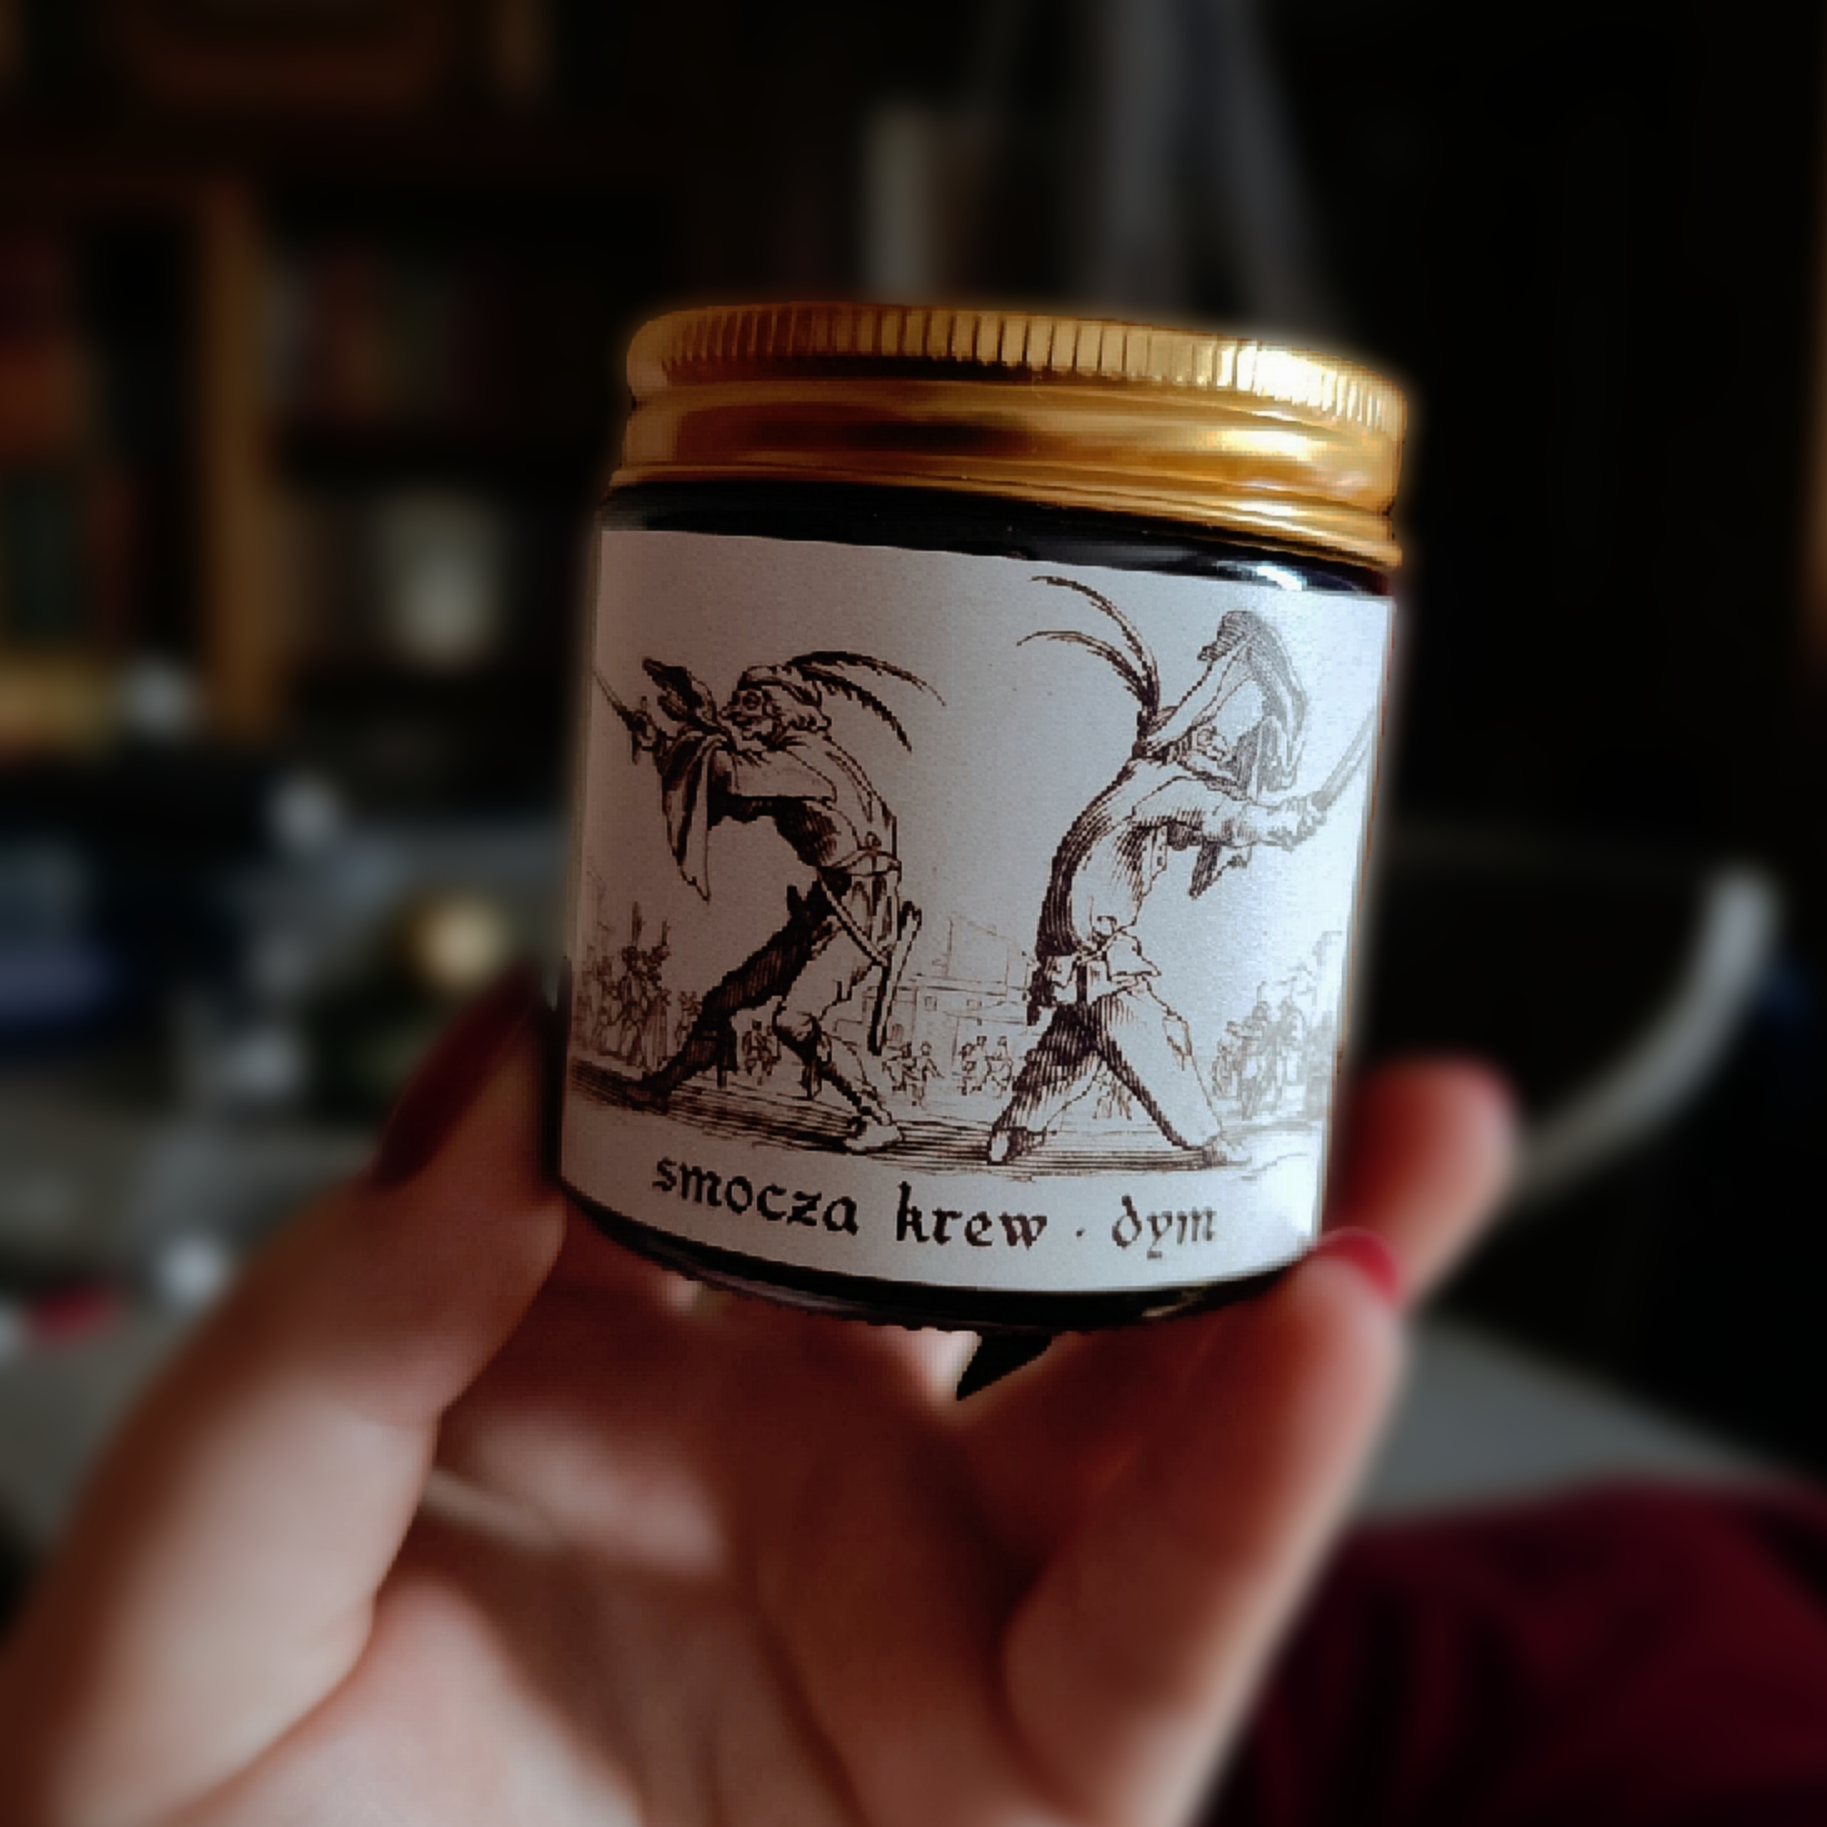 smocza krew · dym